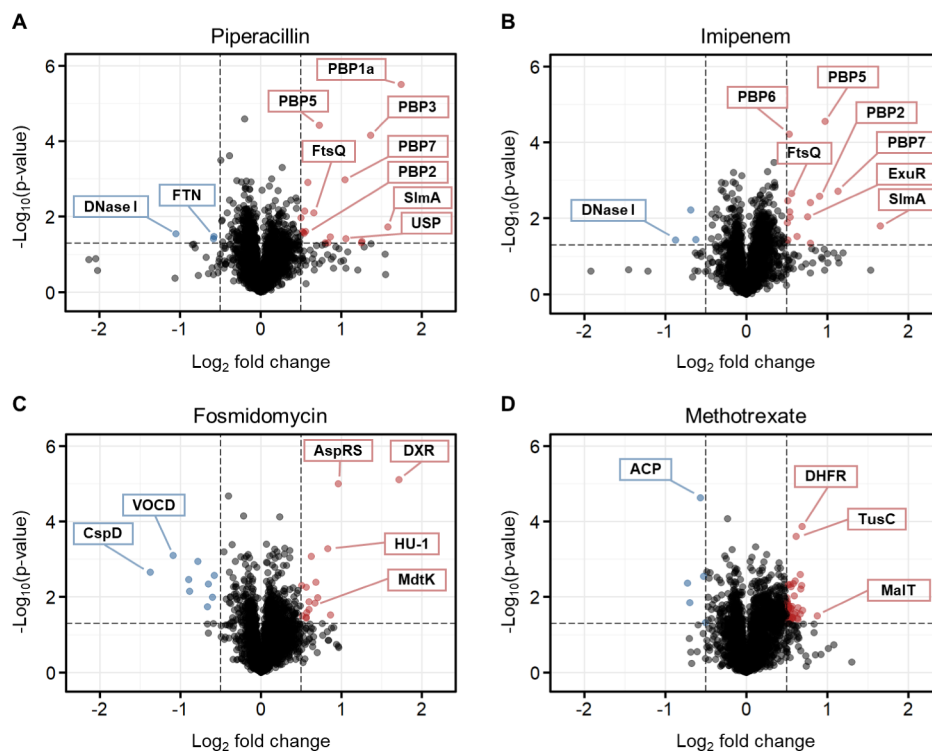 A
Piperacillin
6
4
2
0
-Log10(p-value)
PBP1a
PBP5
PBP3
FtsQ
PBP7
PBP2
SlmA
USP
FTN
DNase I
-2
-1
0
1
2
Log2 fold change
B
Imipenem
6
4
2
0
-Log10(p-value)
PBP5
PBP6
PBP2
FtsQ
PBP7
ExuR
SlmA
DNase I
-2
-1
0
1
2
Log2 fold change
C
Fosmidomycin
6
4
2
0
-Log10(p-value)
AspRS
DXR
VOCD
CspD
HU-1
MdtK
-2
-1
0
1
2
Log2 fold change
D
Methotrexate
6
4
2
0
-Log10(p-value)
ACP
DHFR
TusC
MalT
-2
-1
0
1
2
Log2 fold change